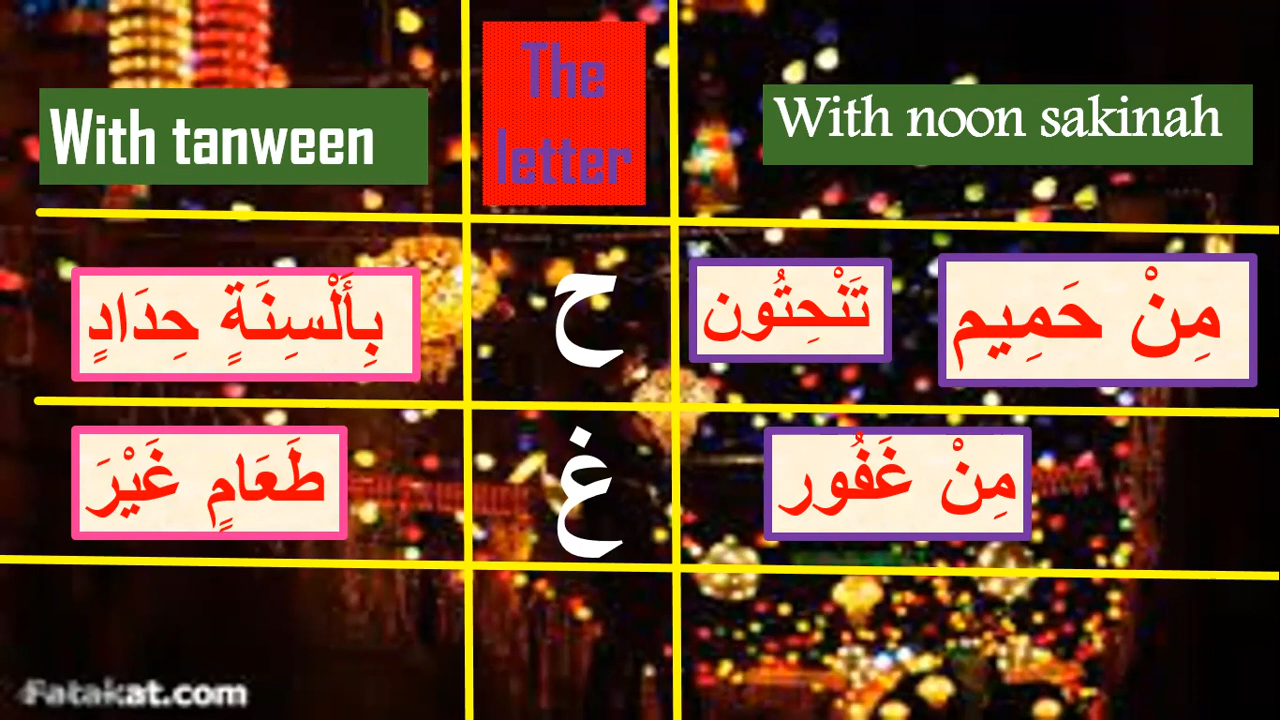 With tanween
The
letter
With noon sakinah
بِأَلْسِنَةٍ حِدَادٍ
ح
تَنْحِتُون
مِنْ حَمِيم
طَعَامٍ غَيْرَ
غ
مِنْ غَفُور
Fatakat.com